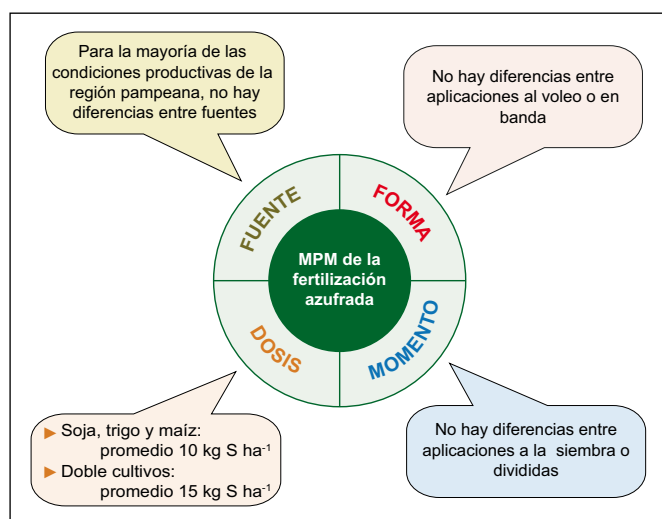 Para la mayoría de las
condiciones productivas de la
región pampeana, no hay
diferencias entre fuentes
No hay diferencias entre
aplicaciones al voleo o en
banda
FUENTE
FORMA
MPM de la
fertilización
azufrada
DOSIS
MOMENTO
► Soja, trigo y maíz:
promedio 10 kg S ha⁻¹
► Doble cultivos:
promedio 15 kg S ha⁻¹
No hay diferencias entre
aplicaciones a la siembra o
divididas